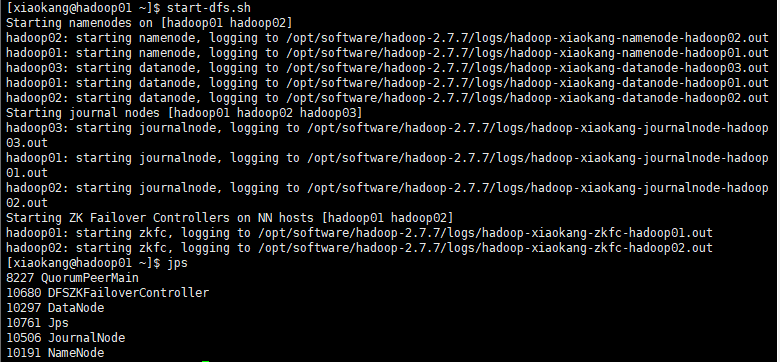 [xiaokang@hadoop01 ~]$ start-dfs.sh
Starting namenodes on [hadoop01 hadoop02]
hadoop02: starting namenode, logging to /opt/software/hadoop-2.7.7/logs/hadoop-xiaokang-namenode-hadoop02.out
hadoop01: starting namenode, logging to /opt/software/hadoop-2.7.7/logs/hadoop-xiaokang-namenode-hadoop01.out
hadoop03: starting datanode, logging to /opt/software/hadoop-2.7.7/logs/hadoop-xiaokang-datanode-hadoop03.out
hadoop01: starting datanode, logging to /opt/software/hadoop-2.7.7/logs/hadoop-xiaokang-datanode-hadoop01.out
hadoop02: starting datanode, logging to /opt/software/hadoop-2.7.7/logs/hadoop-xiaokang-datanode-hadoop02.out
Starting journal nodes [hadoop01 hadoop02 hadoop03]
hadoop03: starting journalnode, logging to /opt/software/hadoop-2.7.7/logs/hadoop-xiaokang-journalnode-hadoop
03.out
hadoop01: starting journalnode, logging to /opt/software/hadoop-2.7.7/logs/hadoop-xiaokang-journalnode-hadoop
01.out
hadoop02: starting journalnode, logging to /opt/software/hadoop-2.7.7/logs/hadoop-xiaokang-journalnode-hadoop
02.out
Starting ZK Failover Controllers on NN hosts [hadoop01 hadoop02]
hadoop01: starting zkfc, logging to /opt/software/hadoop-2.7.7/logs/hadoop-xiaokang-zkfc-hadoop01.out
hadoop02: starting zkfc, logging to /opt/software/hadoop-2.7.7/logs/hadoop-xiaokang-zkfc-hadoop02.out
[xiaokang@hadoop01 ~]$ jps
8227 QuorumPeerMain
10680 DFSZKFailoverController
10297 DataNode
10761 Jps
10506 JournalNode
10191 NameNode